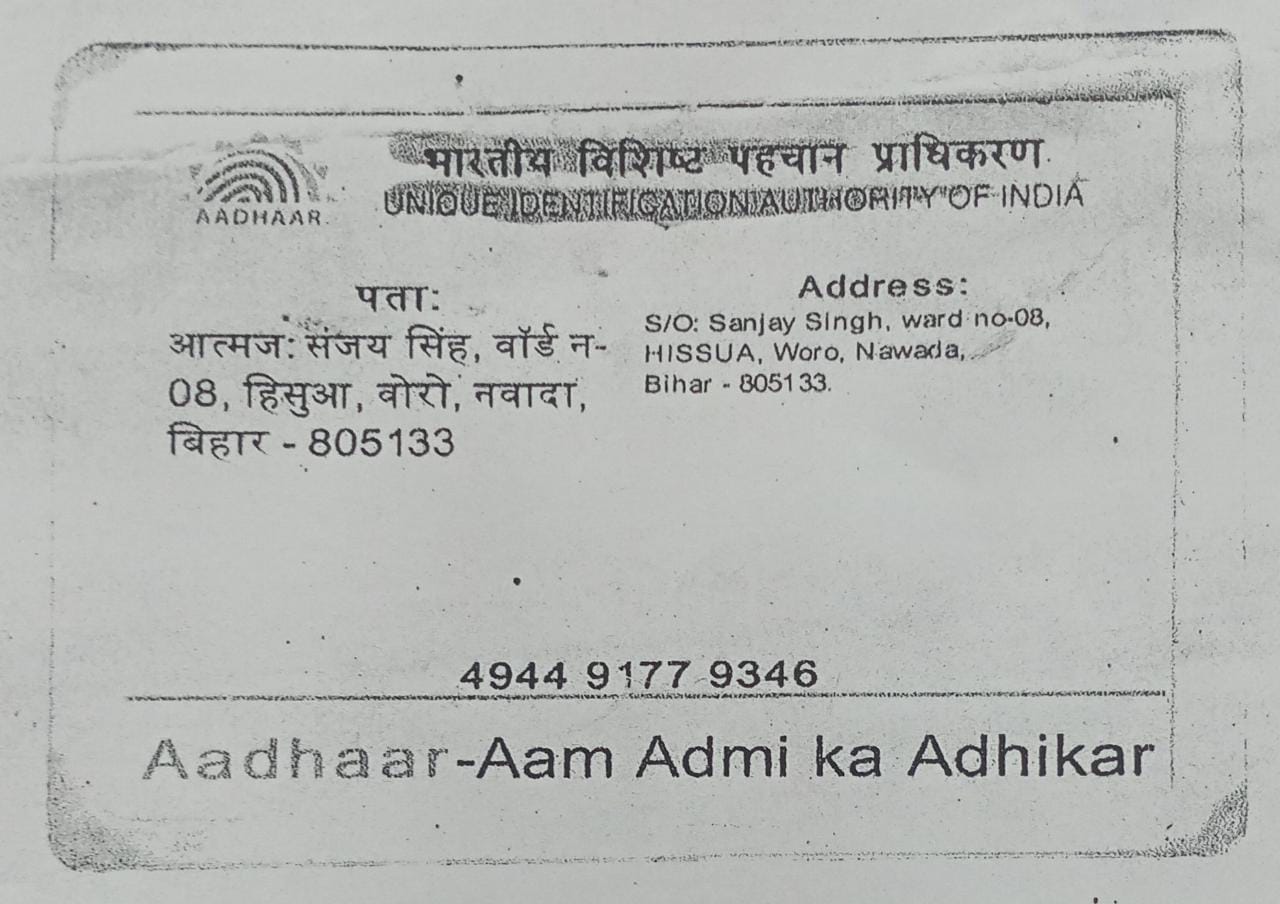 भारतीय विशिष्ट पहचान प्राधिकरण
AADHAAR
UNIQUE IDENTIFICATION AUTHORITY OF INDIA
पता:
आत्मज: संजय सिंह, वॉर्ड न-
08, हिसुआ, वोरो, नवादा,
बिहार - 805133
Address:
S/O: Sanjay Singh, ward no-08,
HISSUA, Woro, Nawada,
Bihar - 805133.
4944 9177 9346
Aadhaar-Aam Admi ka Adhikar